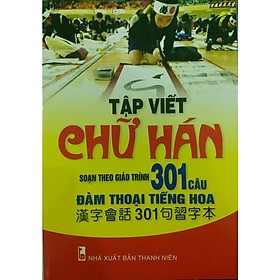 TẬP VIẾT
CHỮ HÁN
SOẠN THEO GIÁO TRÌNH 301 CÂU
ĐÀM THOẠI TIẾNG HOA
漢字會話301句習字本
NHÀ XUẤT BẢN THANH NIÊN